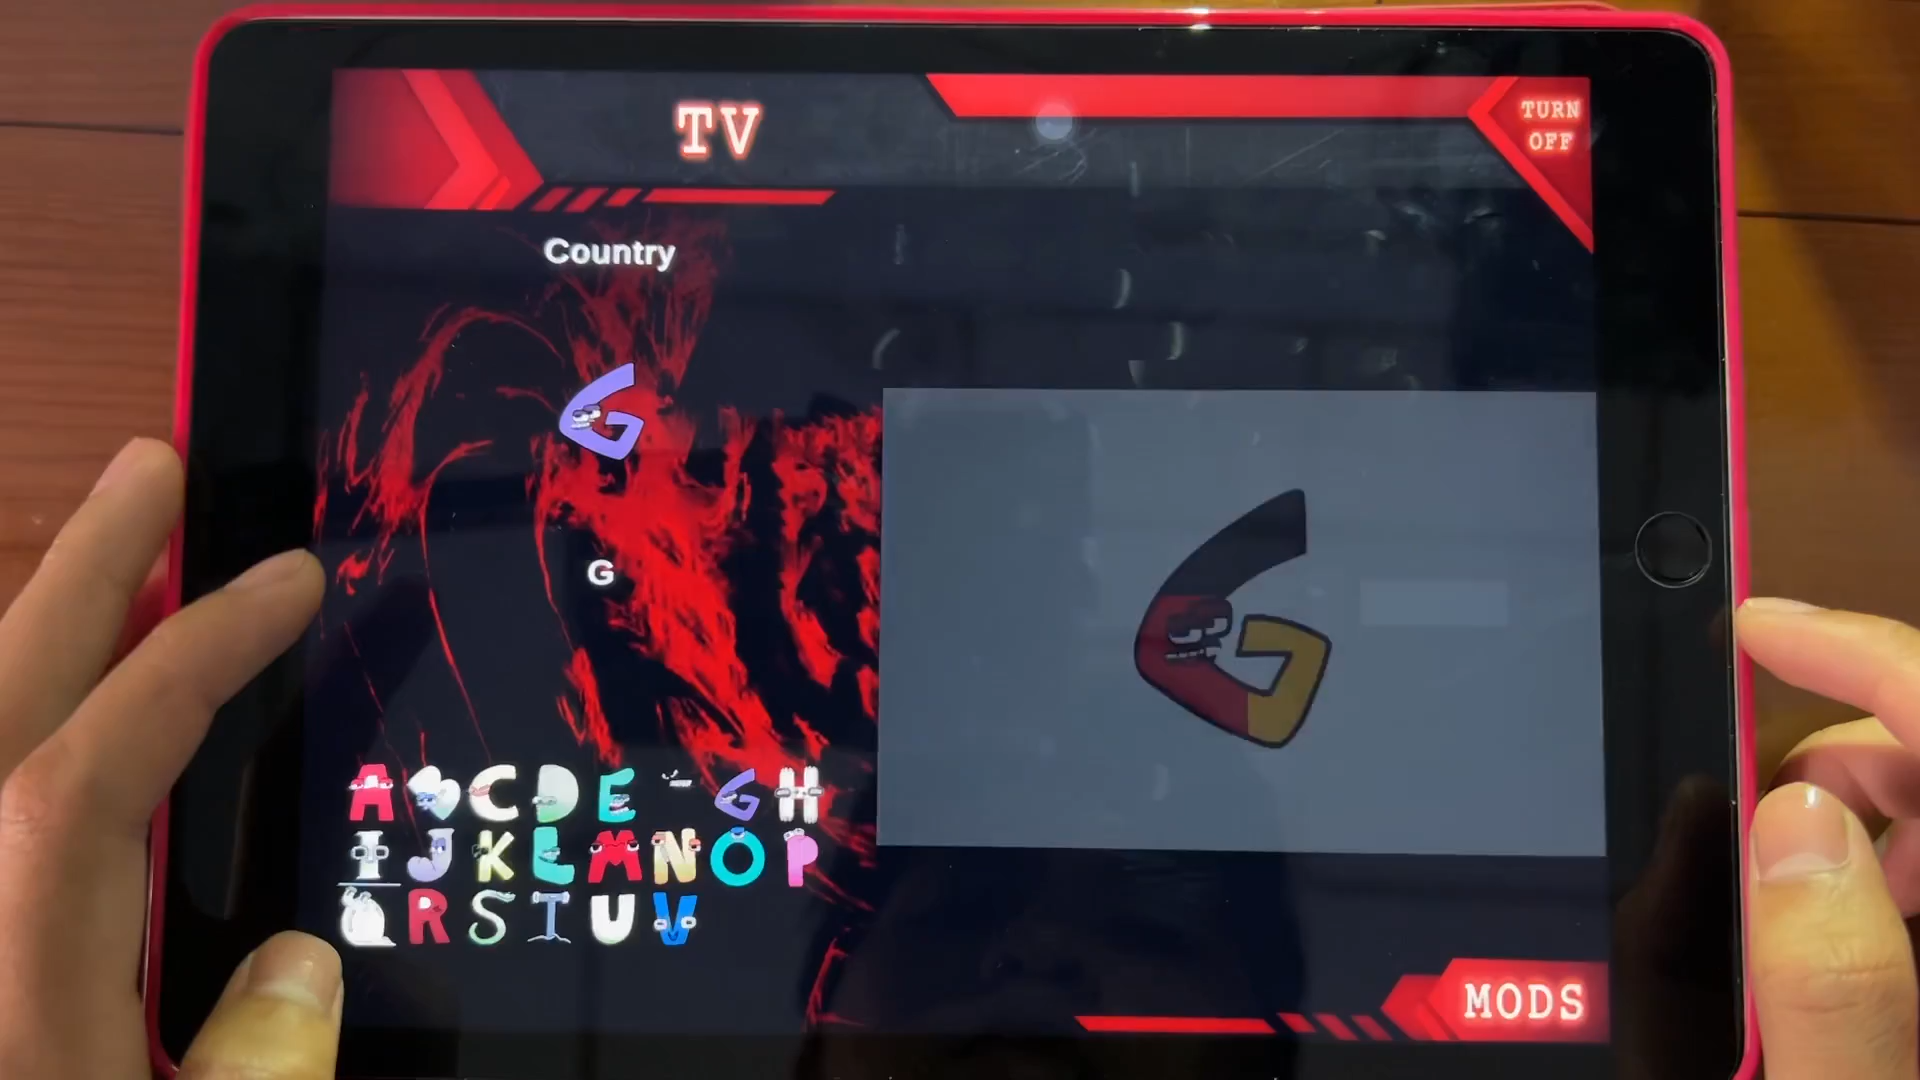 TV
TURN
OFF
Country
G
A B C D E F G H
I J K L M N O P
Q R S T U V
MODS